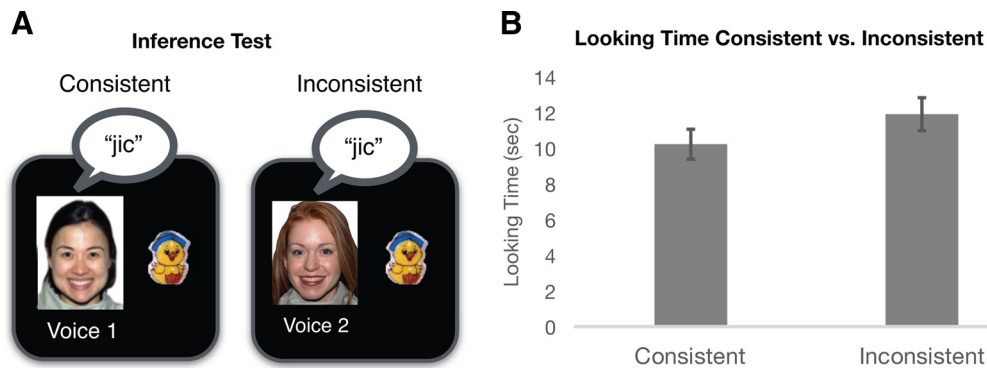 A
Inference Test
Consistent
Inconsistent
“jic”
“jic”
Voice 1
Voice 2
B
Looking Time Consistent vs. Inconsistent
Looking Time (sec)
14
12
10
8
6
4
2
0
Consistent
Inconsistent